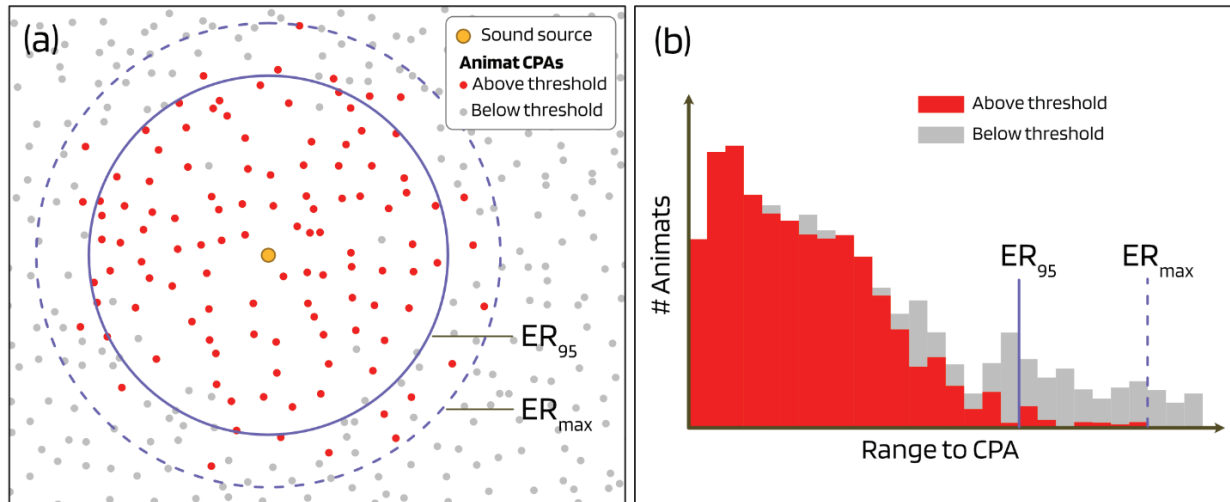 (a)
Sound source
Animat CPAs
Above threshold
Below threshold
ER95
ERmax
(b)
Above threshold
Below threshold
# Animats
ER95
ERmax
Range to CPA